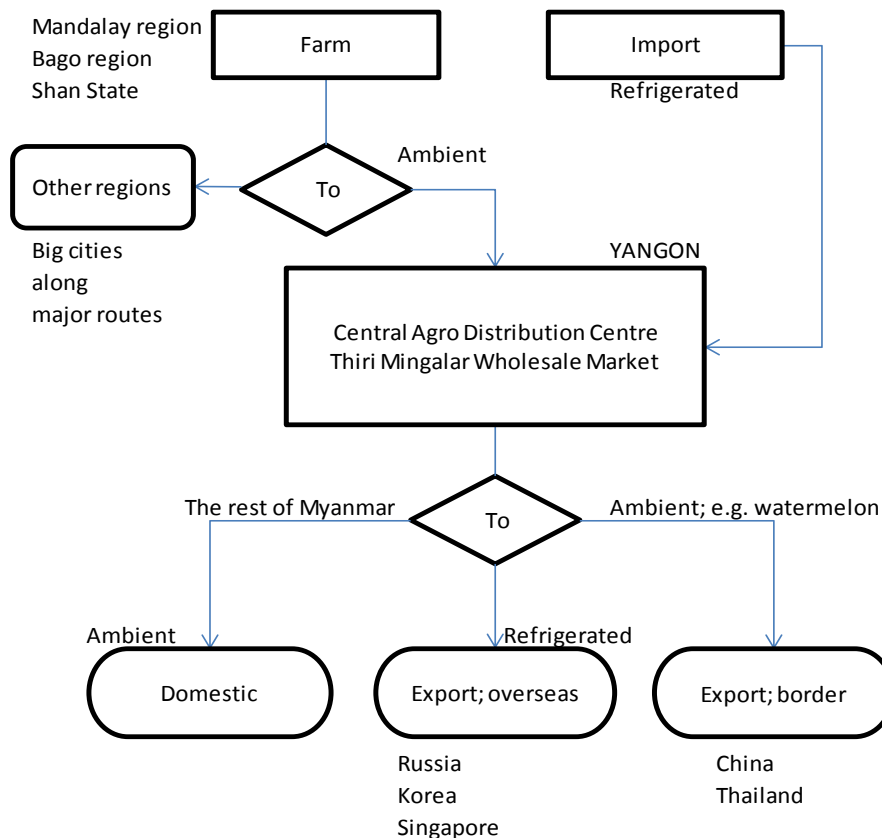 Mandalay region
Bago region
Shan State
Farm
Import
Refrigerated
Ambient
To
Other regions
Big cities
along
major routes
YANGON
Central Agro Distribution Centre
Thiri Mingalar Wholesale Market
The rest of Myanmar
To
Ambient; e.g. watermelon
Ambient
Refrigerated
Domestic
Export; overseas
Export; border
Russia
Korea
Singapore
China
Thailand